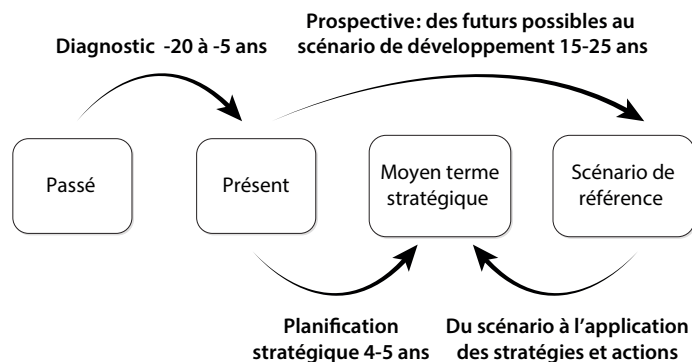 Prospective: des futurs possibles au
scénario de développement 15-25 ans
Diagnostic -20 à -5 ans
Passé
Présent
Moyen terme
stratégique
Scénario de
référence
Planification
stratégique 4-5 ans
Du scénario à l'application
des stratégies et actions